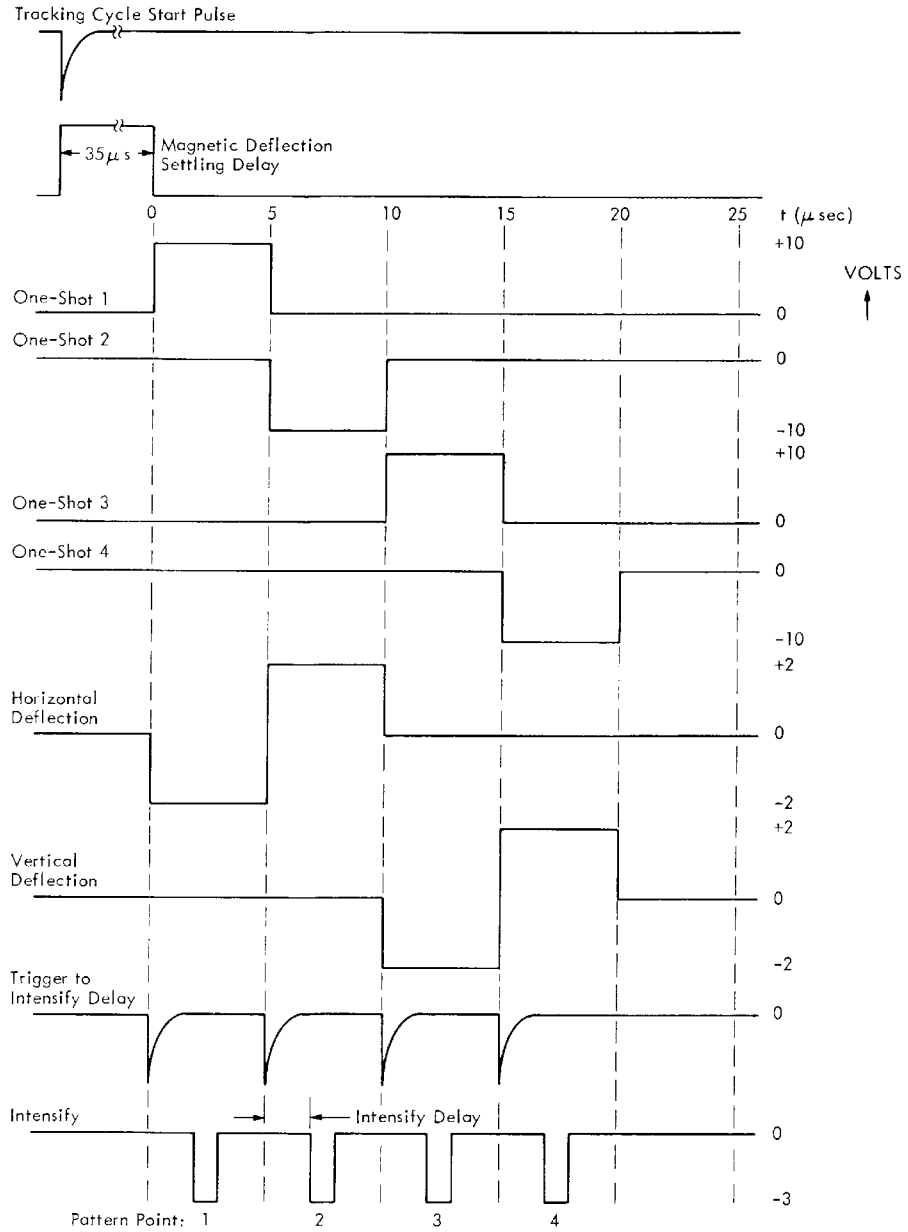 Tracking Cycle Start Pulse
35 μs
Magnetic Deflection
Settling Delay
0 5 10 15 20 25 t (μ sec)
+10
VOLTS
One-Shot 1
0
One-Shot 2
0
-10
+10
One-Shot 3
0
One-Shot 4
0
-10
+2
Horizontal
Deflection
0
-2
+2
Vertical
Deflection
0
-2
Trigger to
Intensify Delay
0
Intensify
Intensify Delay
0
-3
Pattern Point: 1 2 3 4